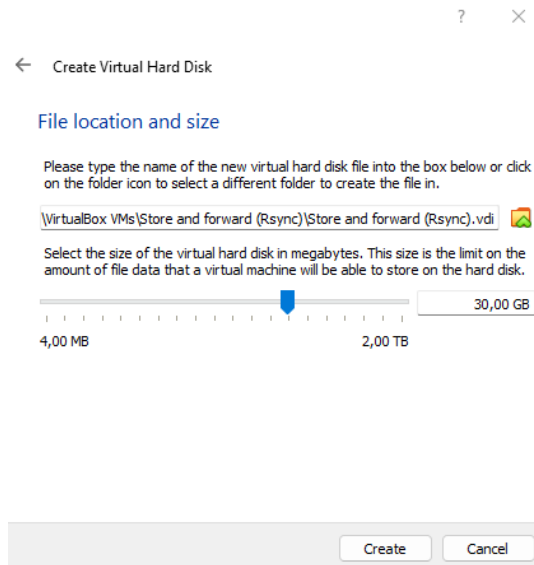 ?
Create Virtual Hard Disk
File location and size
Please type the name of the new virtual hard disk file into the box below or click
on the folder icon to select a different folder to create the file in.
\VirtualBox VMs\Store and forward (Rsync)\Store and forward (Rsync).vdi
Select the size of the virtual hard disk in megabytes. This size is the limit on the
amount of file data that a virtual machine will be able to store on the hard disk.
30,00 GB
4,00 MB 2,00 TB
Create Cancel